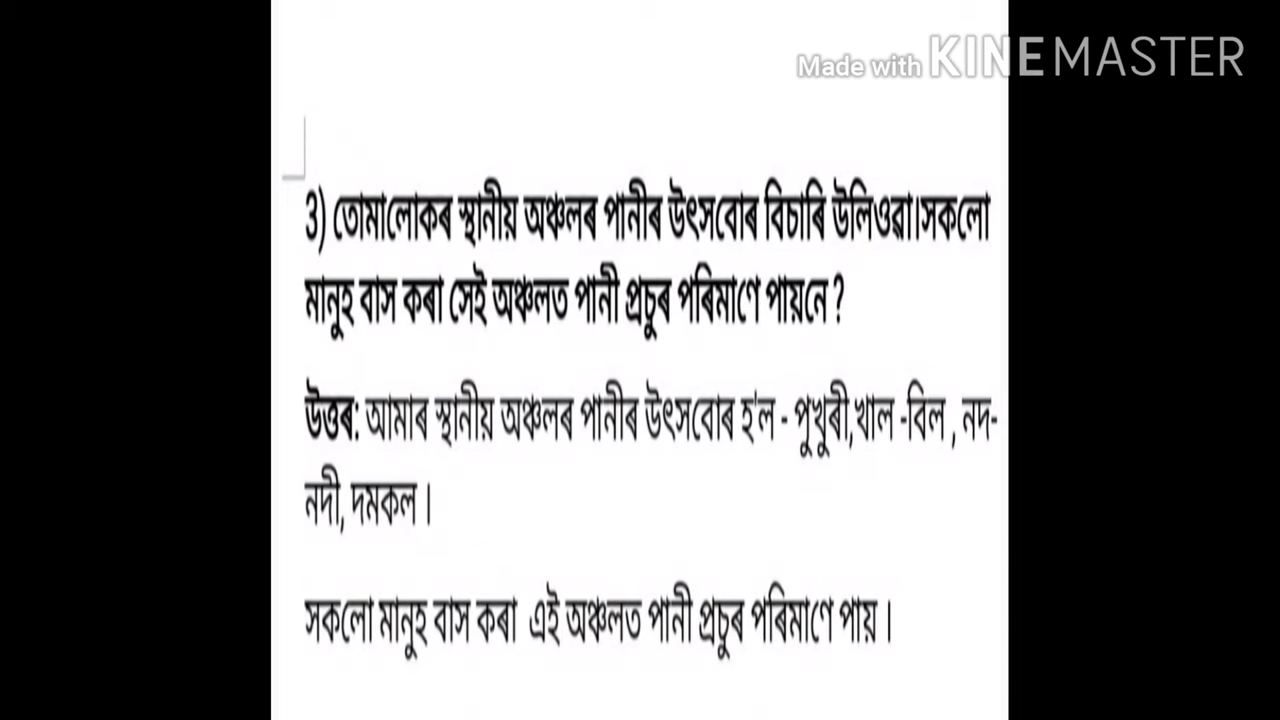 Made with KINEMASTER
3) তোমালোকৰ স্থানীয় অঞ্চলৰ পানীৰ উৎসবোৰ বিচাৰি উলিওৱা।সকলো
মানুহ বাস কৰা সেই অঞ্চলত পানী প্ৰচুৰ পৰিমাণে পায়নে ?
উত্তৰ: আমাৰ স্থানীয় অঞ্চলৰ পানীৰ উৎসবোৰ হ'ল - পুখুৰী,খাল -বিল , নদ-
নদী, দমকল ।
সকলো মানুহ বাস কৰা এই অঞ্চলত পানী প্ৰচুৰ পৰিমাণে পায় ।